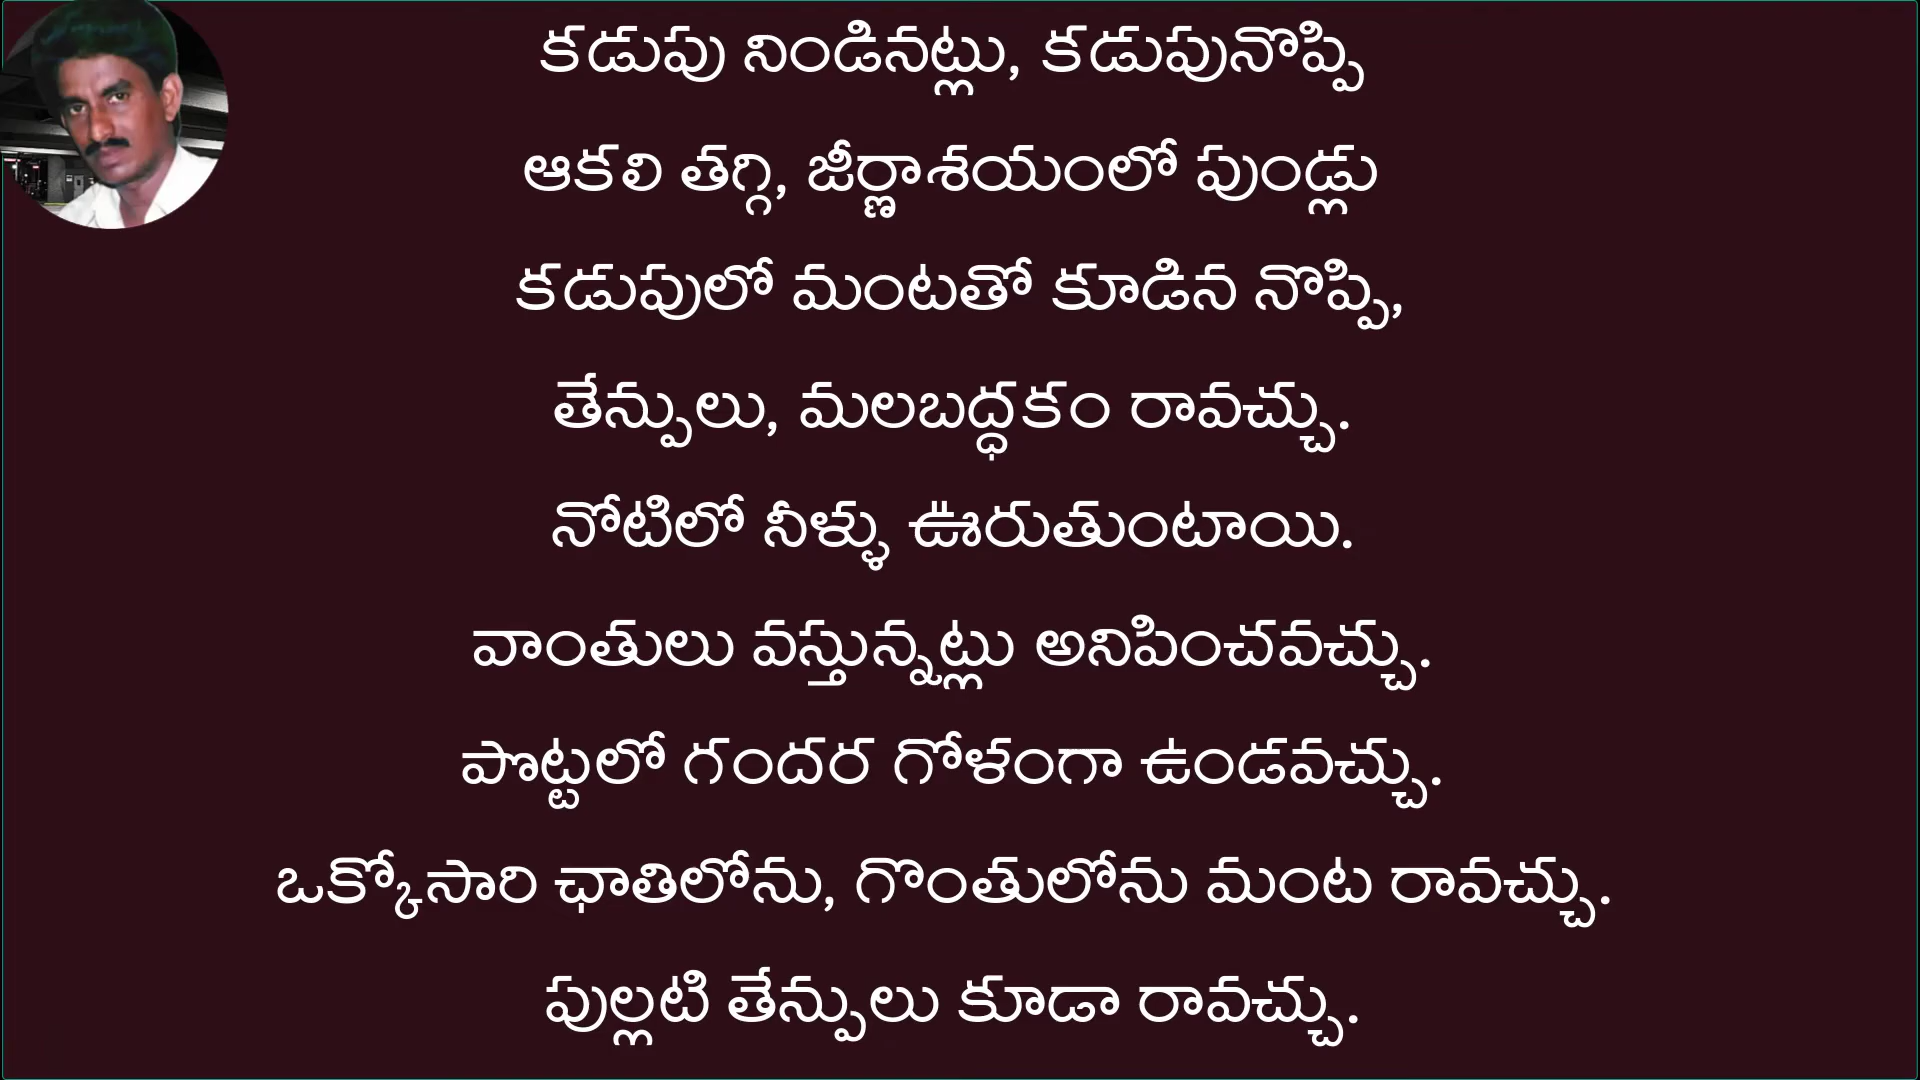 కడుపు నిండినట్లు, కడుపునొప్పి
ఆకలి తగ్గి, జీర్ణాశయంలో పుండ్లు
కడుపులో మంటతో కూడిన నొప్పి,
తేన్పులు, మలబద్ధకం రావచ్చు.
నోటిలో నీళ్ళు ఊరుతుంటాయి.
వాంతులు వస్తున్నట్లు అనిపించవచ్చు.
పొట్టలో గందర గోళంగా ఉండవచ్చు.
ఒక్కోసారి ఛాతిలోను, గొంతులోను మంట రావచ్చు.
పుల్లటి తేన్పులు కూడా రావచ్చు.